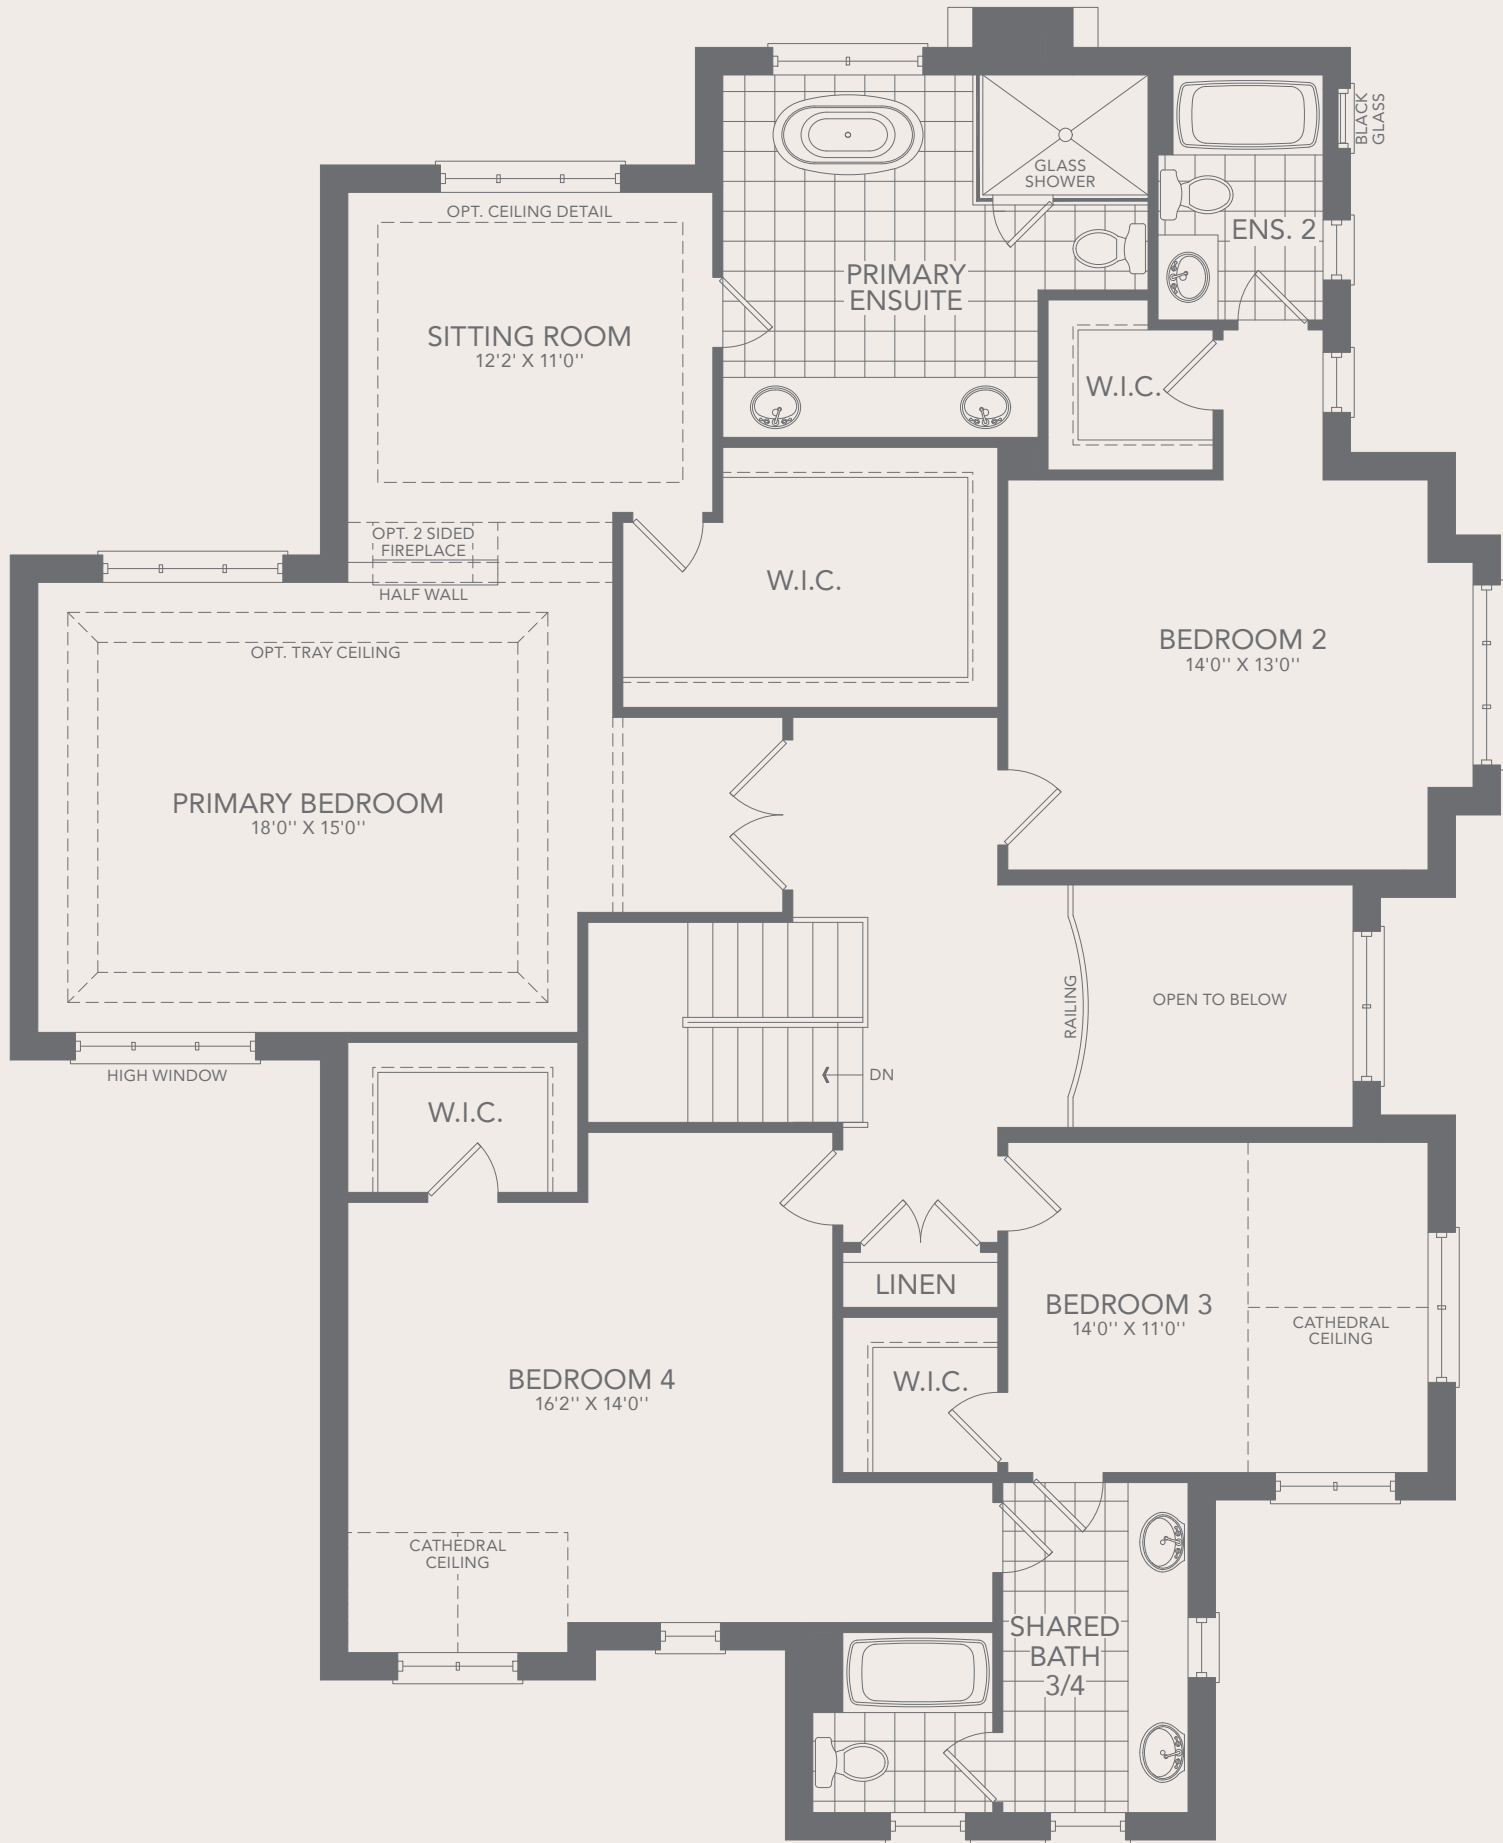 BLACK
GLASS
GLASS
SHOWER
OPT. CEILING DETAIL
ENS. 2
PRIMARY
ENSUITE
SITTING ROOM
12'2' X 11'0''
W.I.C.
OPT. 2 SIDED
FIREPLACE
HALF WALL
W.I.C.
BEDROOM 2
14'0'' X 13'0''
OPT. TRAY CEILING
PRIMARY BEDROOM
18'0'' X 15'0''
RAILING
OPEN TO BELOW
HIGH WINDOW
DN
W.I.C.
LINEN
BEDROOM 3
14'0'' X 11'0''
CATHEDRAL
CEILING
BEDROOM 4
16'2'' X 14'0''
W.I.C.
CATHEDRAL
CEILING
SHARED
BATH
3/4